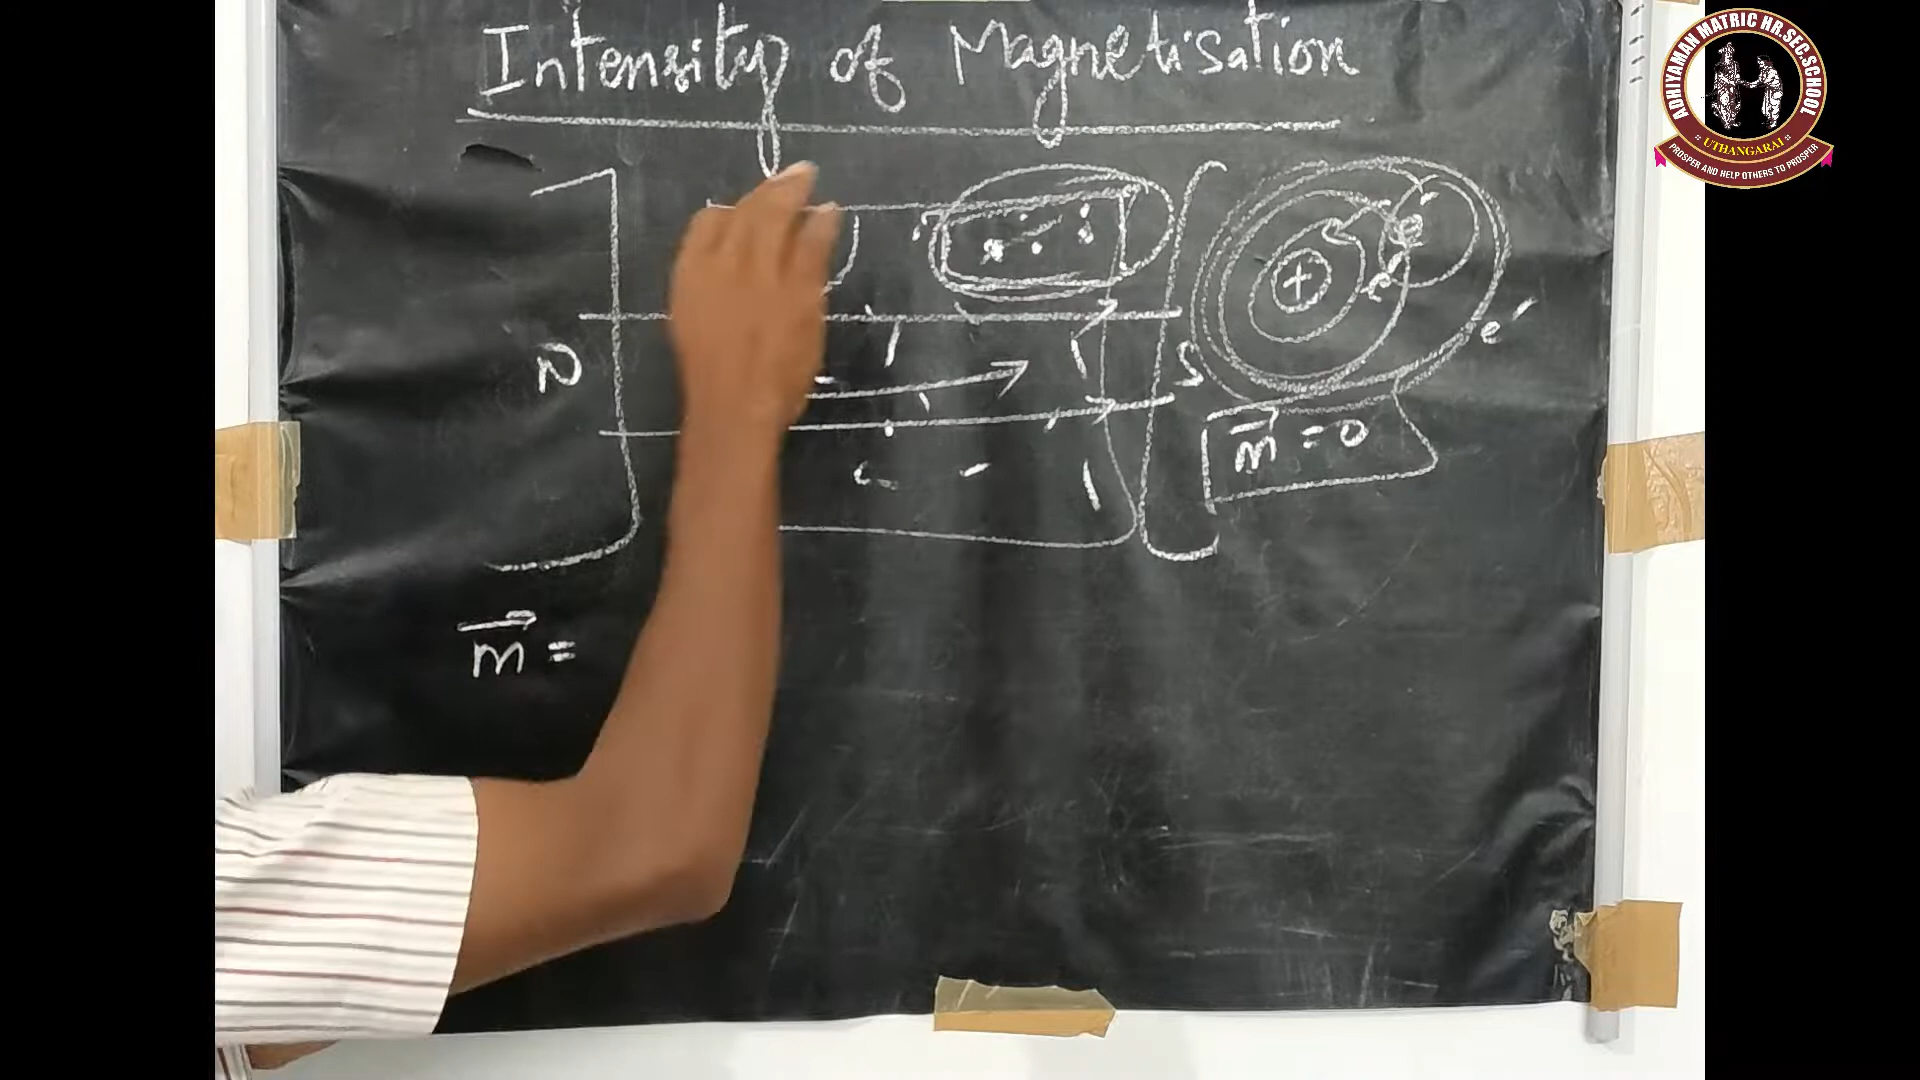 Intensity of Magnetisation
N
S
+
e
e
e-
m = 0
m =
ADHIYAMAN MATRIC HR.SEC.SCHOOL
:: UTHANGARAI ::
PROSPER AND HELP OTHERS TO PROSPER